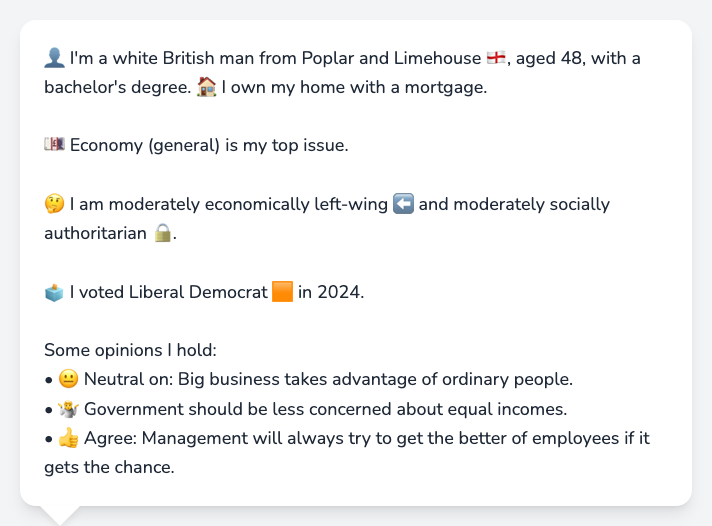 👤 I'm a white British man from Poplar and Limehouse 🏴󠁧󠁢󠁥󠁮󠁧󠁿, aged 48, with a
bachelor's degree. 🏠 I own my home with a mortgage.
💷 Economy (general) is my top issue.
🤔 I am moderately economically left-wing ⬅️ and moderately socially
authoritarian 🔒.
🗳️ I voted Liberal Democrat 🟧 in 2024.
Some opinions I hold:
• 😐 Neutral on: Big business takes advantage of ordinary people.
• 🤷 Government should be less concerned about equal incomes.
• 👍 Agree: Management will always try to get the better of employees if it
gets the chance.